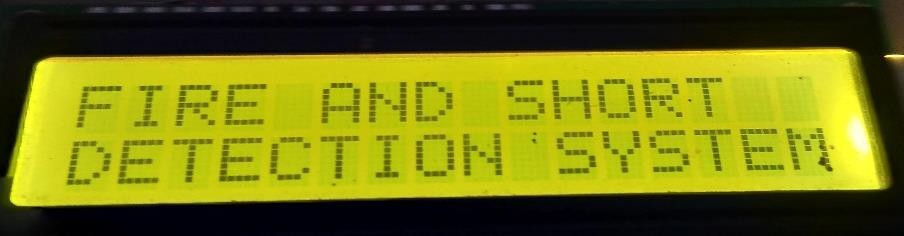 FIRE AND SHORT
DETECTION SYSTEM